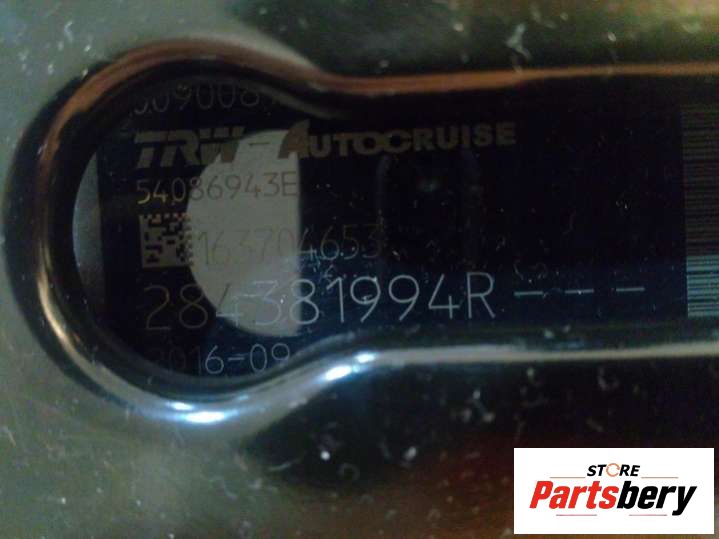 TRW-AUTOCRUISE
54086943E
163704653
284381994R---
2016-09
STORE
Partsbery